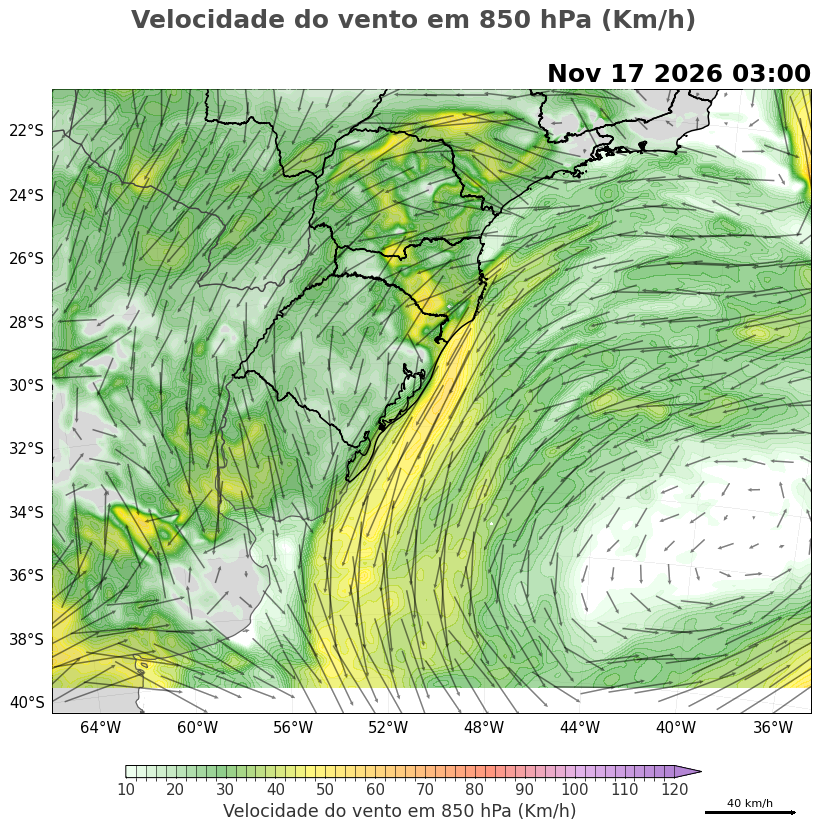 Velocidade do vento em 850 hPa (Km/h)
Nov 17 2026 03:00
22°S
24°S
26°S
28°S
30°S
32°S
34°S
36°S
38°S
40°S
64°W 60°W 56°W 52°W 48°W 44°W 40°W 36°W
10 20 30 40 50 60 70 80 90 100 110 120
Velocidade do vento em 850 hPa (Km/h)
40 km/h